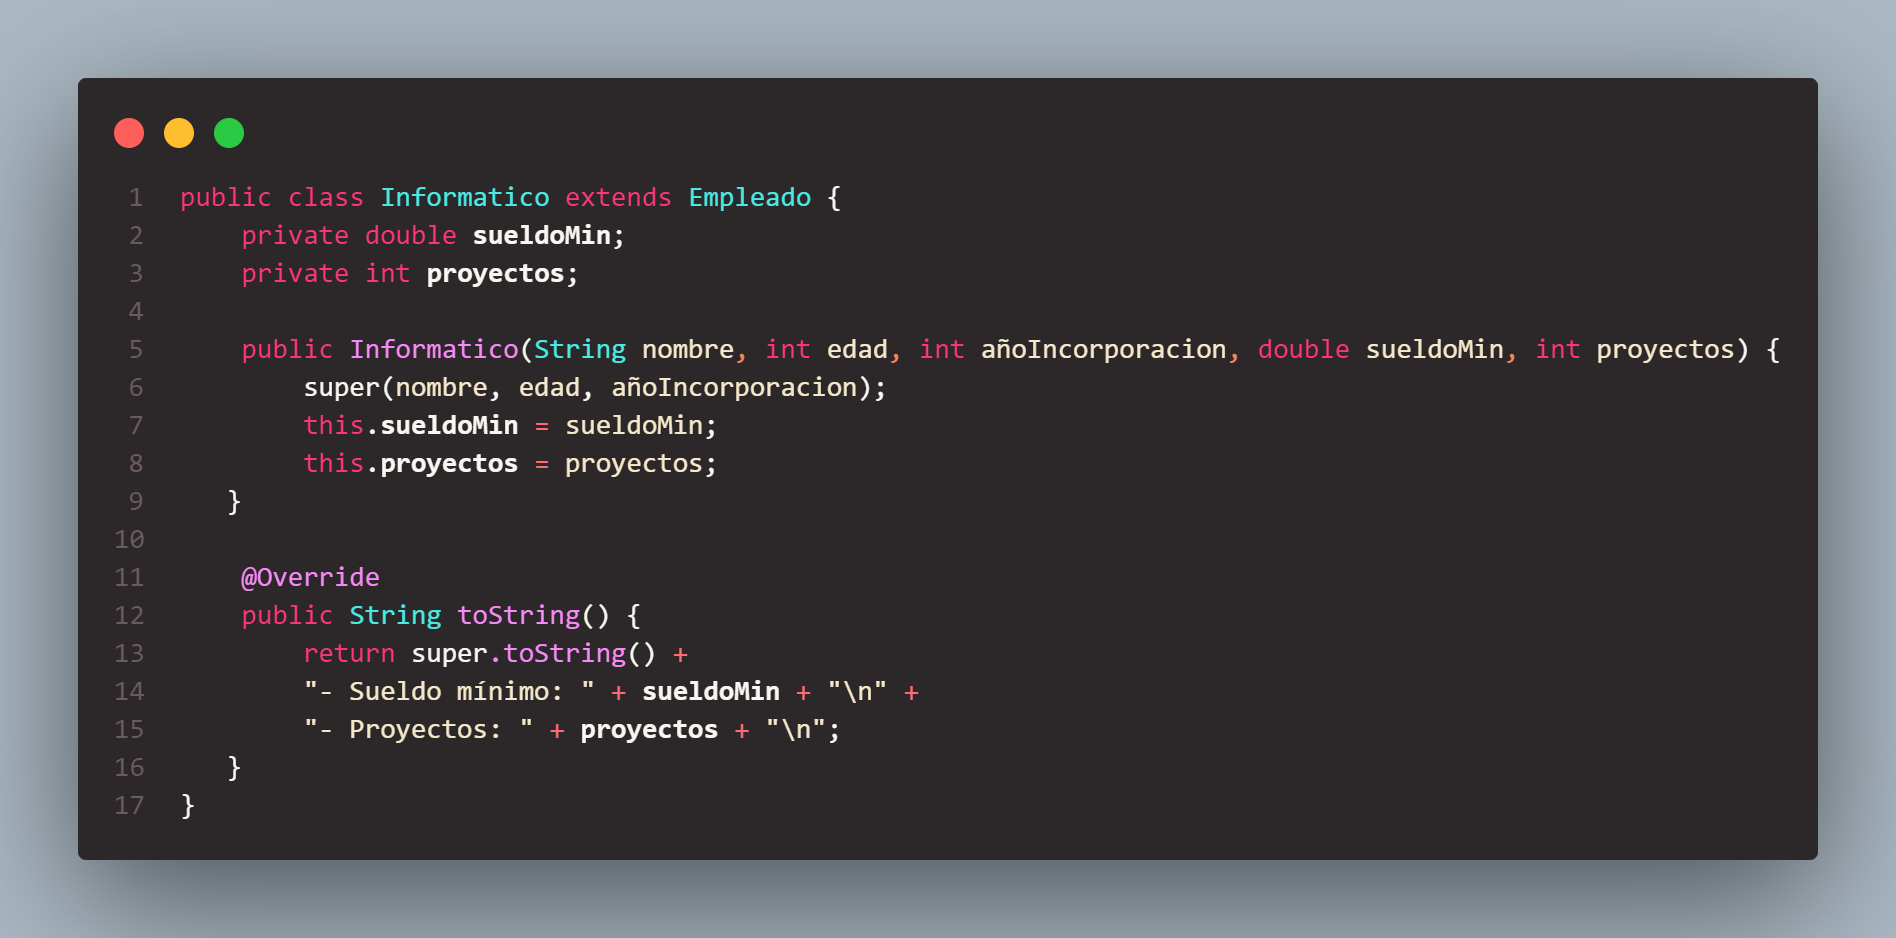 1 public class Informatico extends Empleado {
2     private double sueldoMin;
3     private int proyectos;
4
5     public Informatico(String nombre, int edad, int añoIncorporacion, double sueldoMin, int proyectos) {
6         super(nombre, edad, añoIncorporacion);
7         this.sueldoMin = sueldoMin;
8         this.proyectos = proyectos;
9    }
10
11     @Override
12     public String toString() {
13         return super.toString() +
14         "- Sueldo mínimo: " + sueldoMin + "\n" +
15         "- Proyectos: " + proyectos + "\n";
16    }
17 }